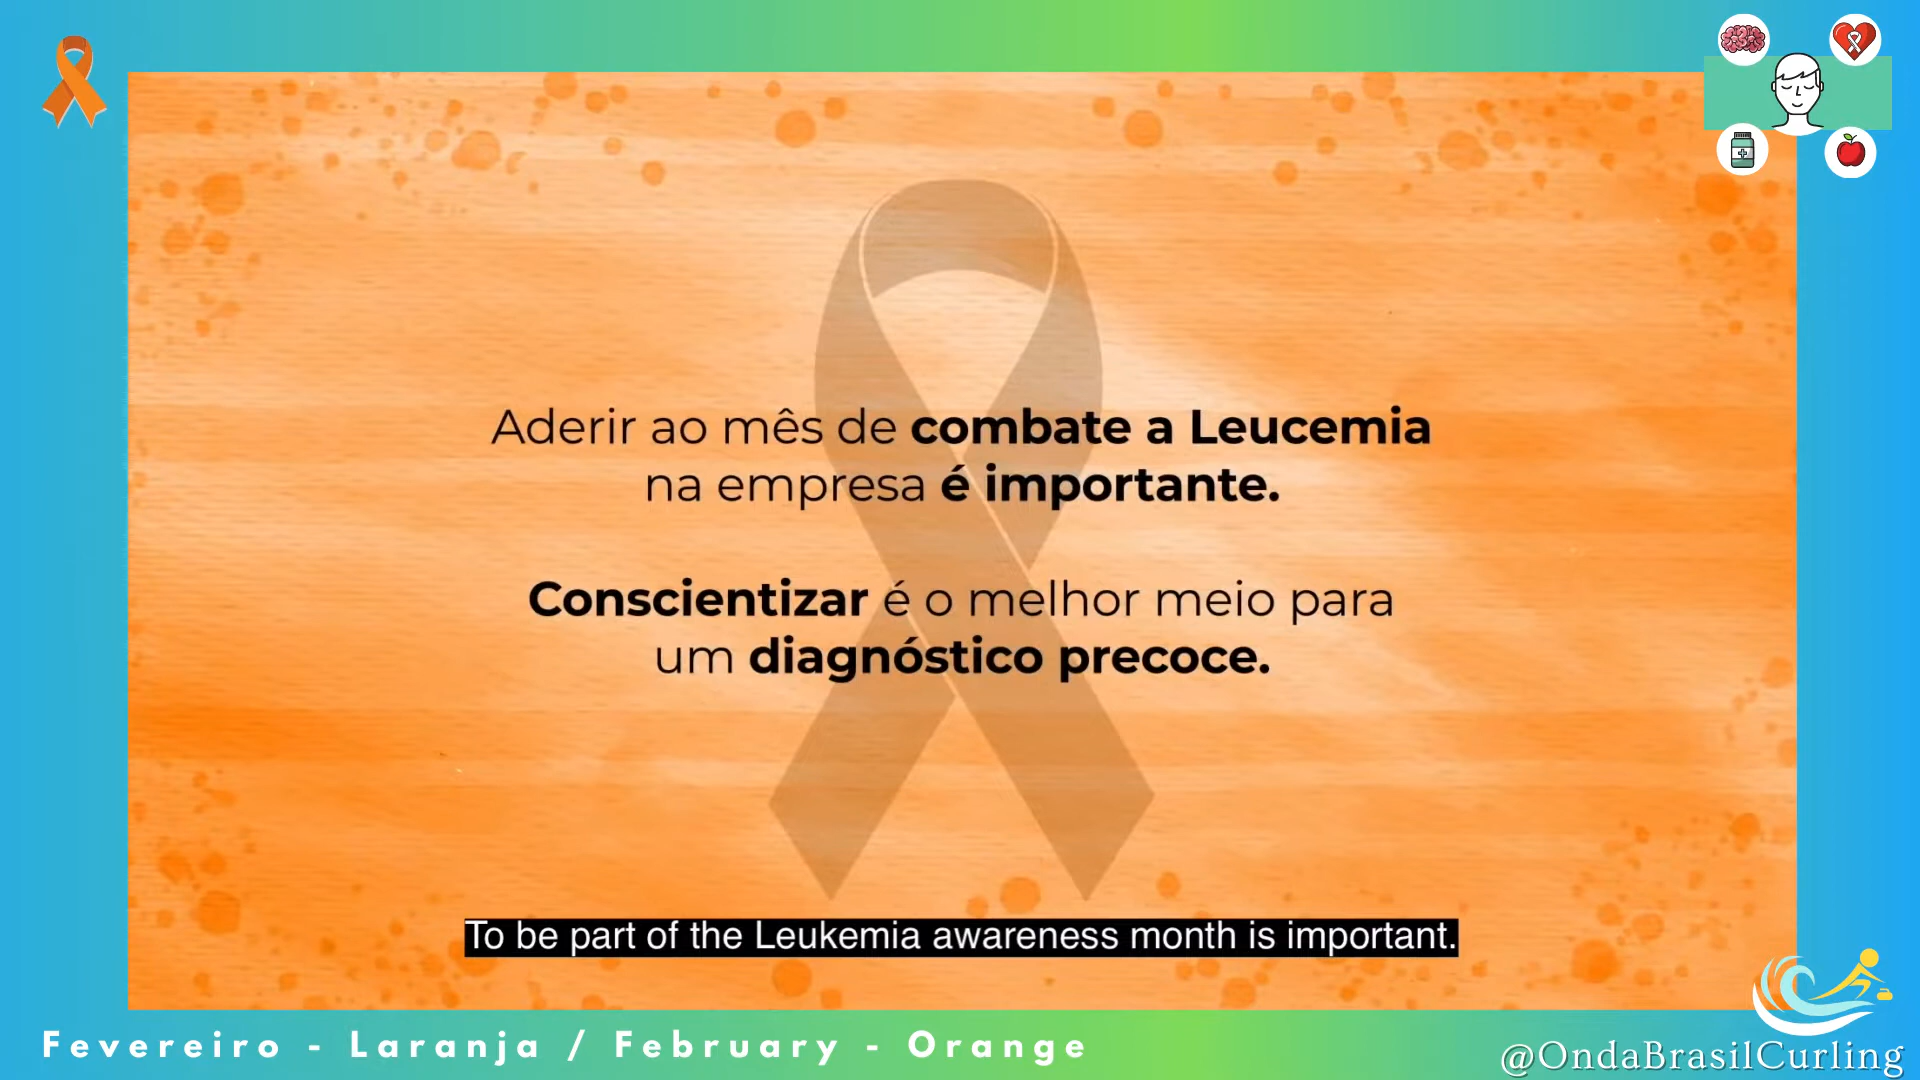 Aderir ao mês de combate a Leucemia
na empresa é importante.
Conscientizar é o melhor meio para
um diagnóstico precoce.
To be part of the Leukemia awareness month is important.
Fevereiro - Laranja / February - Orange
@OndaBrasilCurling